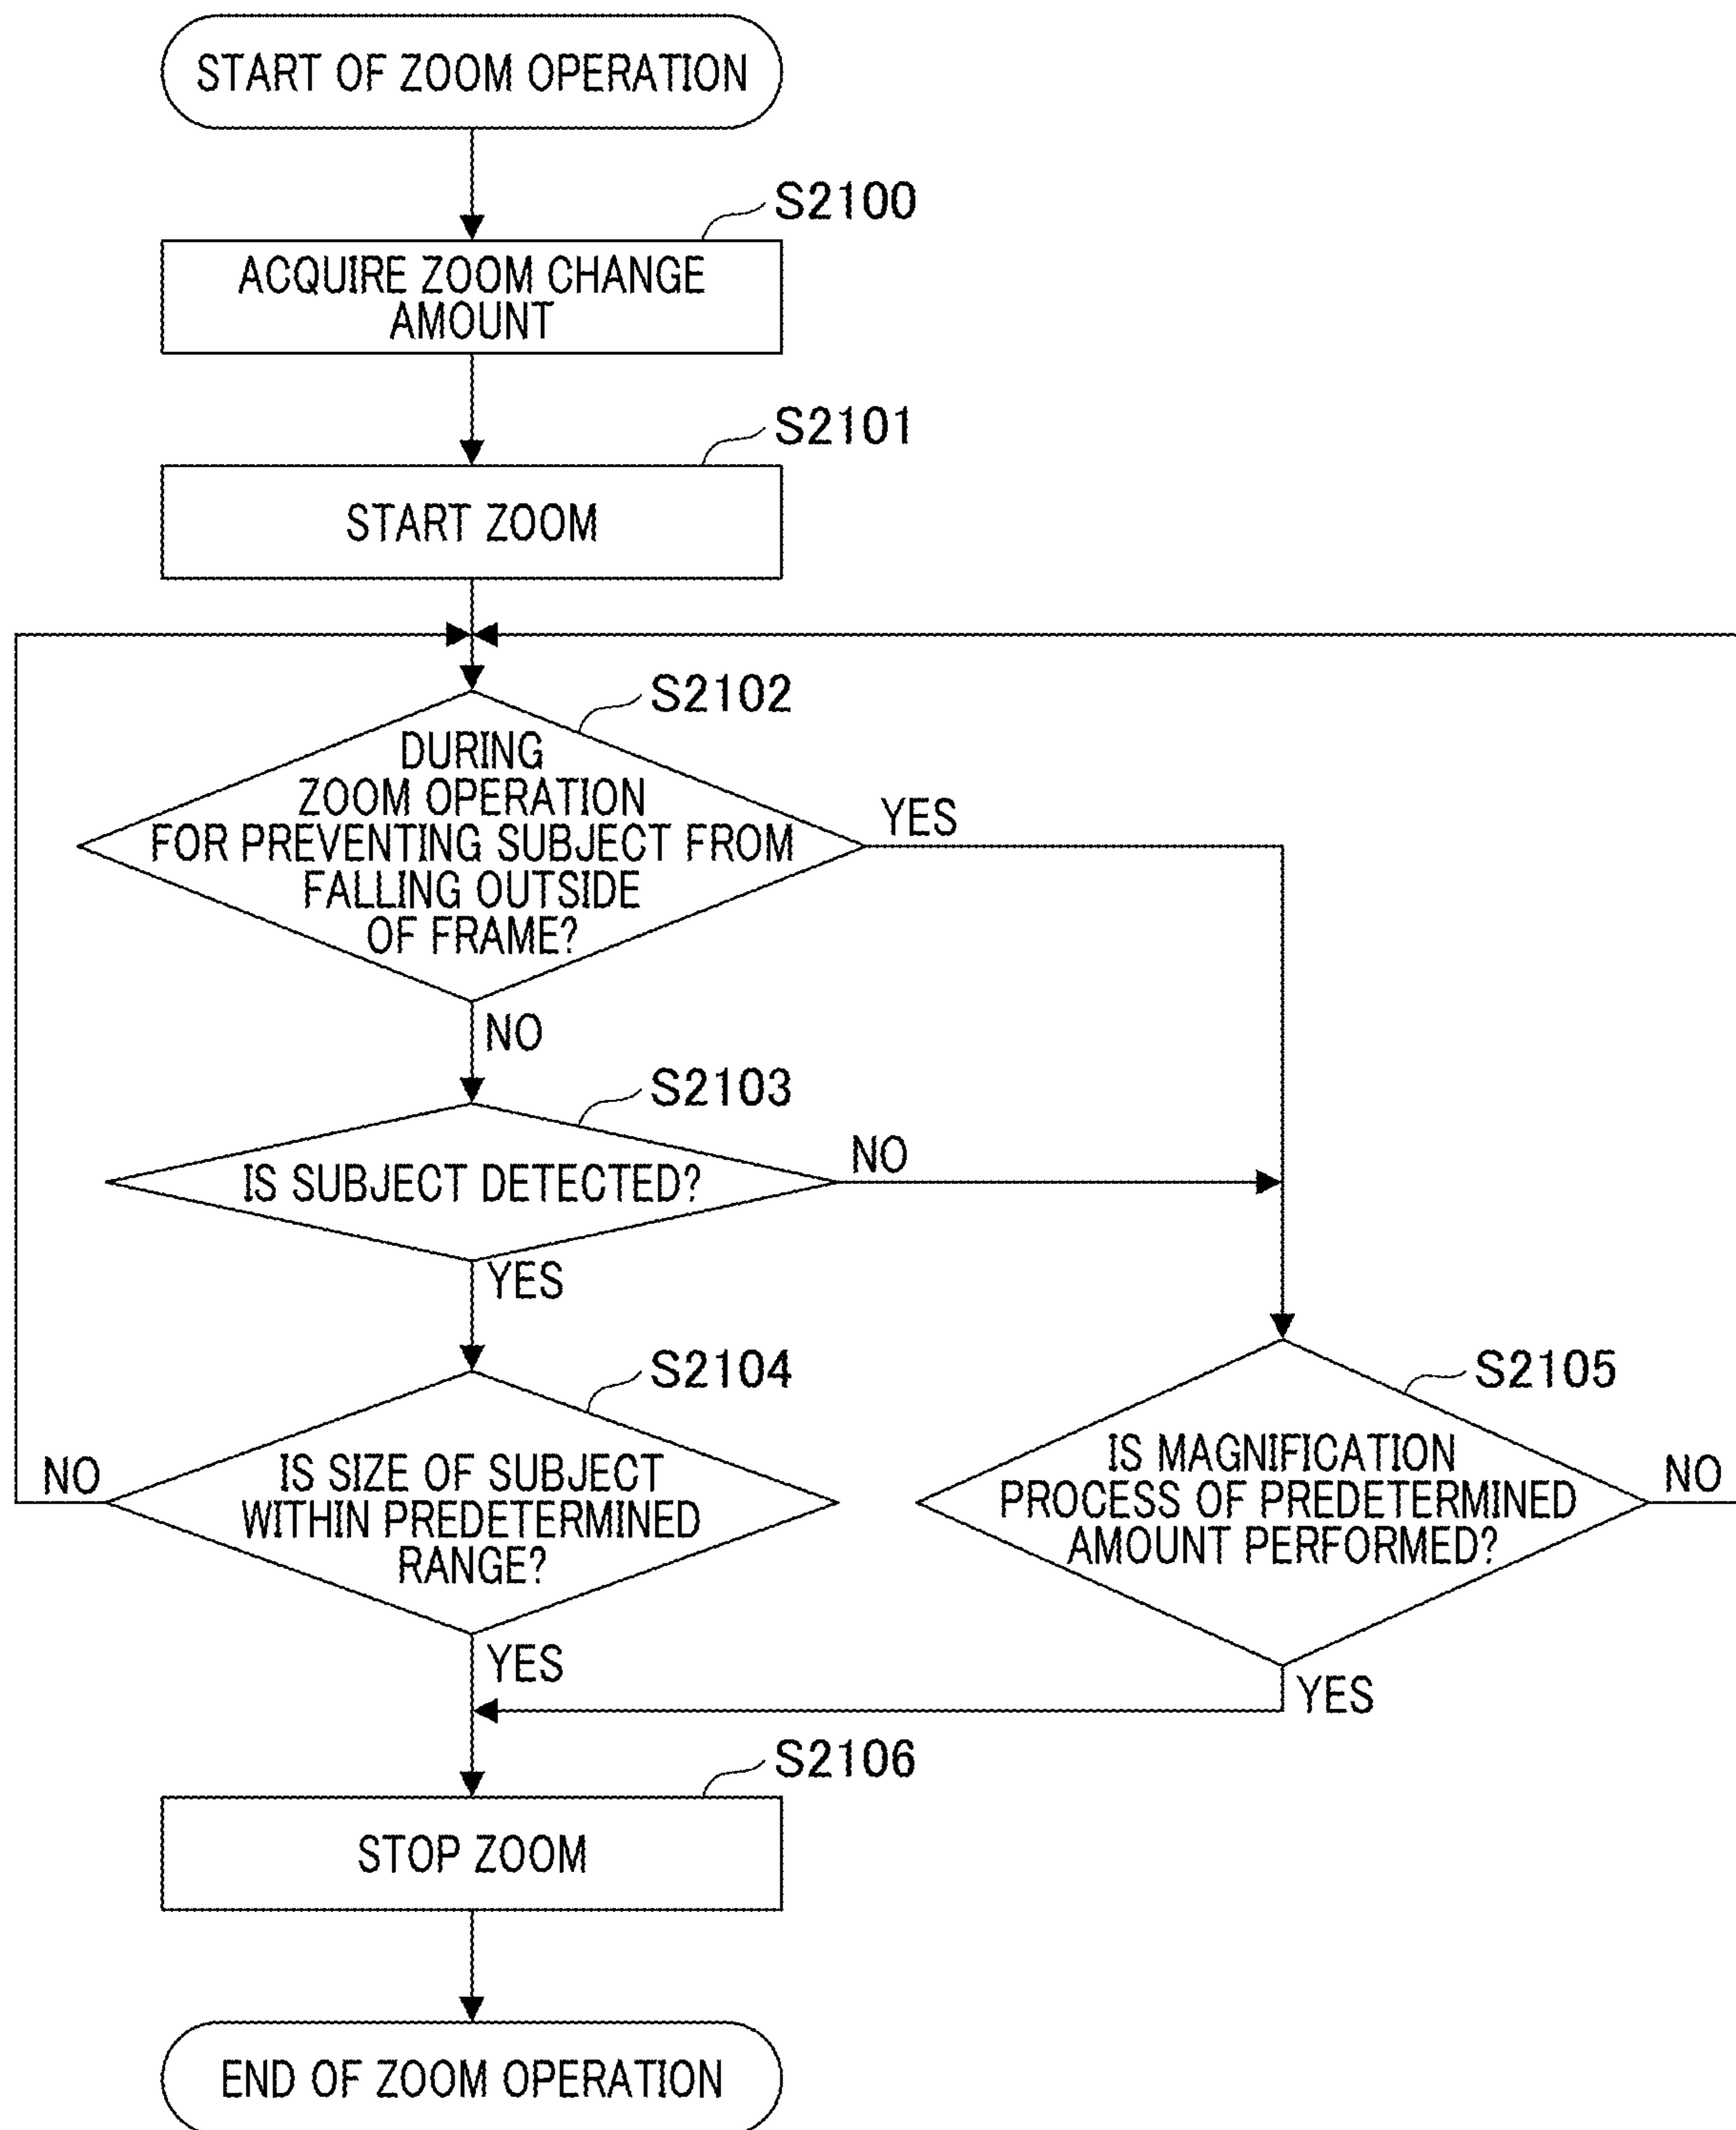 START OF ZOOM OPERATION
S2100
ACQUIRE ZOOM CHANGE
AMOUNT
S2101
START ZOOM
S2102
DURING
ZOOM OPERATION
FOR PREVENTING SUBJECT FROM
FALLING OUTSIDE
OF FRAME?
YES
NO
S2103
IS SUBJECT DETECTED?
NO
YES
S2104
IS SIZE OF SUBJECT
WITHIN PREDETERMINED
RANGE?
NO
YES
S2105
IS MAGNIFICATION
PROCESS OF PREDETERMINED
AMOUNT PERFORMED?
NO
YES
S2106
STOP ZOOM
END OF ZOOM OPERATION